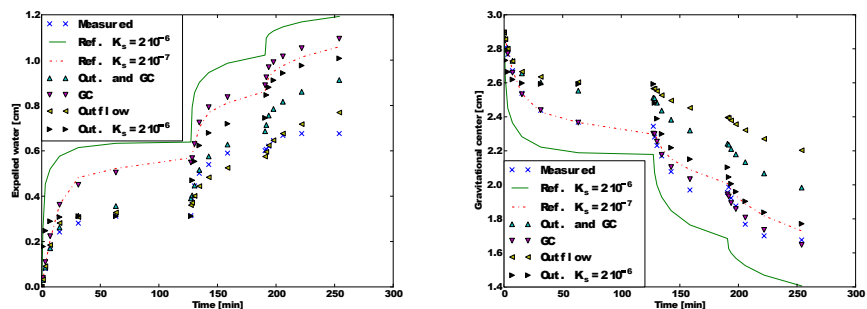 Expelled water [cm]
1.2
1.0
0.8
0.6
0.4
0.2
0.0
0 50 100 150 200 250 300
Time [min]
Measured
Ref. K_s = 2 10^-6
Ref. K_s = 2 10^-7
Out. and GC
GC
Outflow
Out. K_s = 2 10^-6
Gravitational center [cm]
3.0
2.8
2.6
2.4
2.2
2.0
1.8
1.6
1.4
0 50 100 150 200 250 300
Time [min]
Measured
Ref. K_s = 2 10^-6
Ref. K_s = 2 10^-7
Out. and GC
GC
Outflow
Out. K_s = 2 10^-6